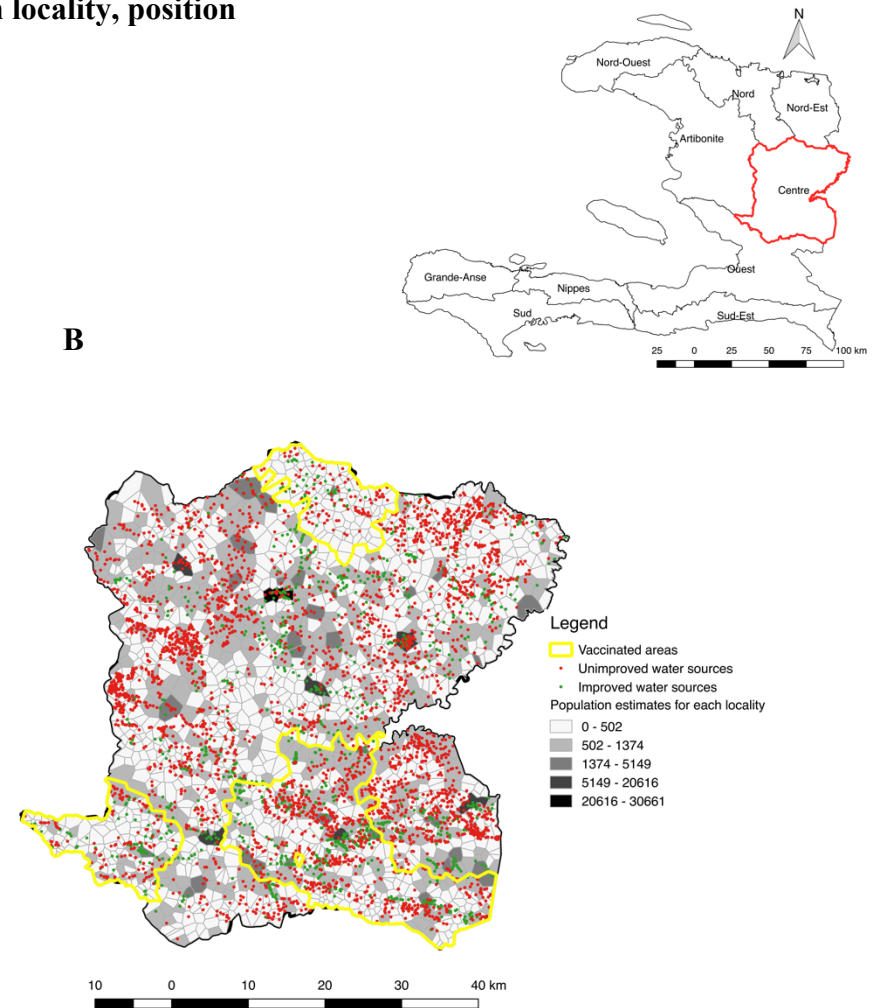 locality, position
N
Nord-Ouest
Nord
Nord-Est
Artibonite
Centre
Ouest
Grande-Anse
Nippes
Sud
Sud-Est
25 0 25 50 75 100 km
B
Legend
Vaccinated areas
Unimproved water sources
Improved water sources
Population estimates for each locality
0 - 502
502 - 1374
1374 - 5149
5149 - 20616
20616 - 30661
10 0 10 20 30 40 km